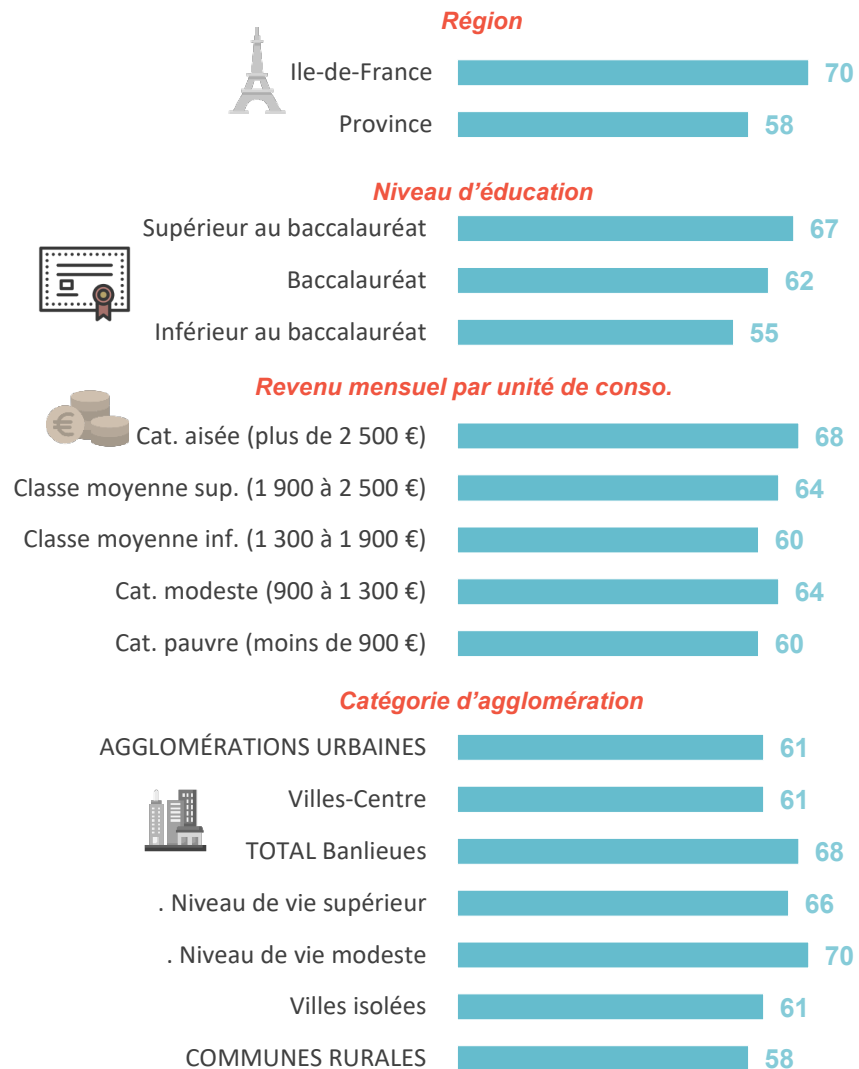 Région
Ile-de-France 70
Province 58
Niveau d'éducation
Supérieur au baccalauréat 67
Baccalauréat 62
Inférieur au baccalauréat 55
Revenu mensuel par unité de conso.
€
Cat. aisée (plus de 2 500 €) 68
Classe moyenne sup. (1 900 à 2 500 €) 64
Classe moyenne inf. (1 300 à 1 900 €) 60
Cat. modeste (900 à 1 300 €) 64
Cat. pauvre (moins de 900 €) 60
Catégorie d'agglomération
AGGLOMÉRATIONS URBAINES 61
Villes-Centre 61
TOTAL Banlieues 68
. Niveau de vie supérieur 66
. Niveau de vie modeste 70
Villes isolées 61
COMMUNES RURALES 58